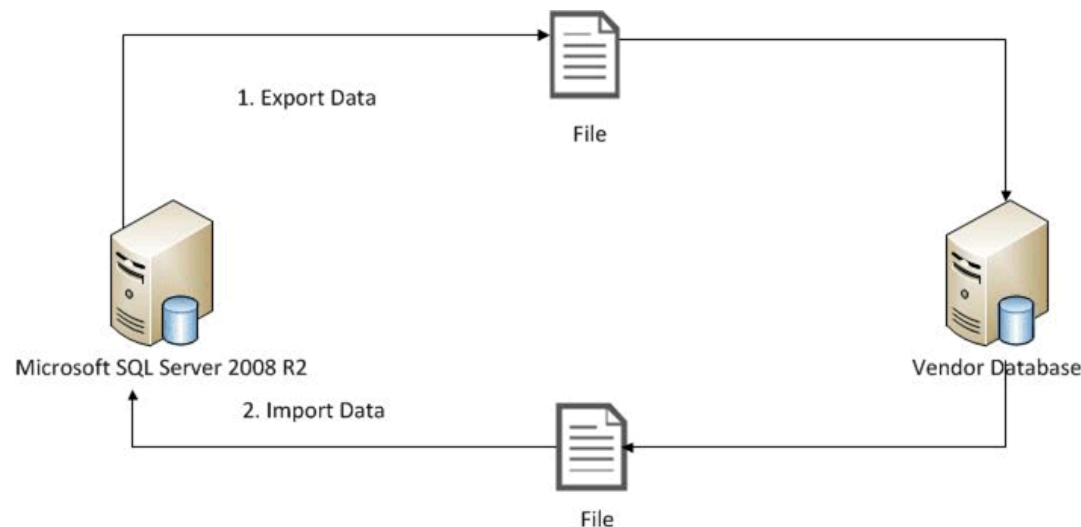 1. Export Data
File
Microsoft SQL Server 2008 R2
Vendor Database
2. Import Data
File